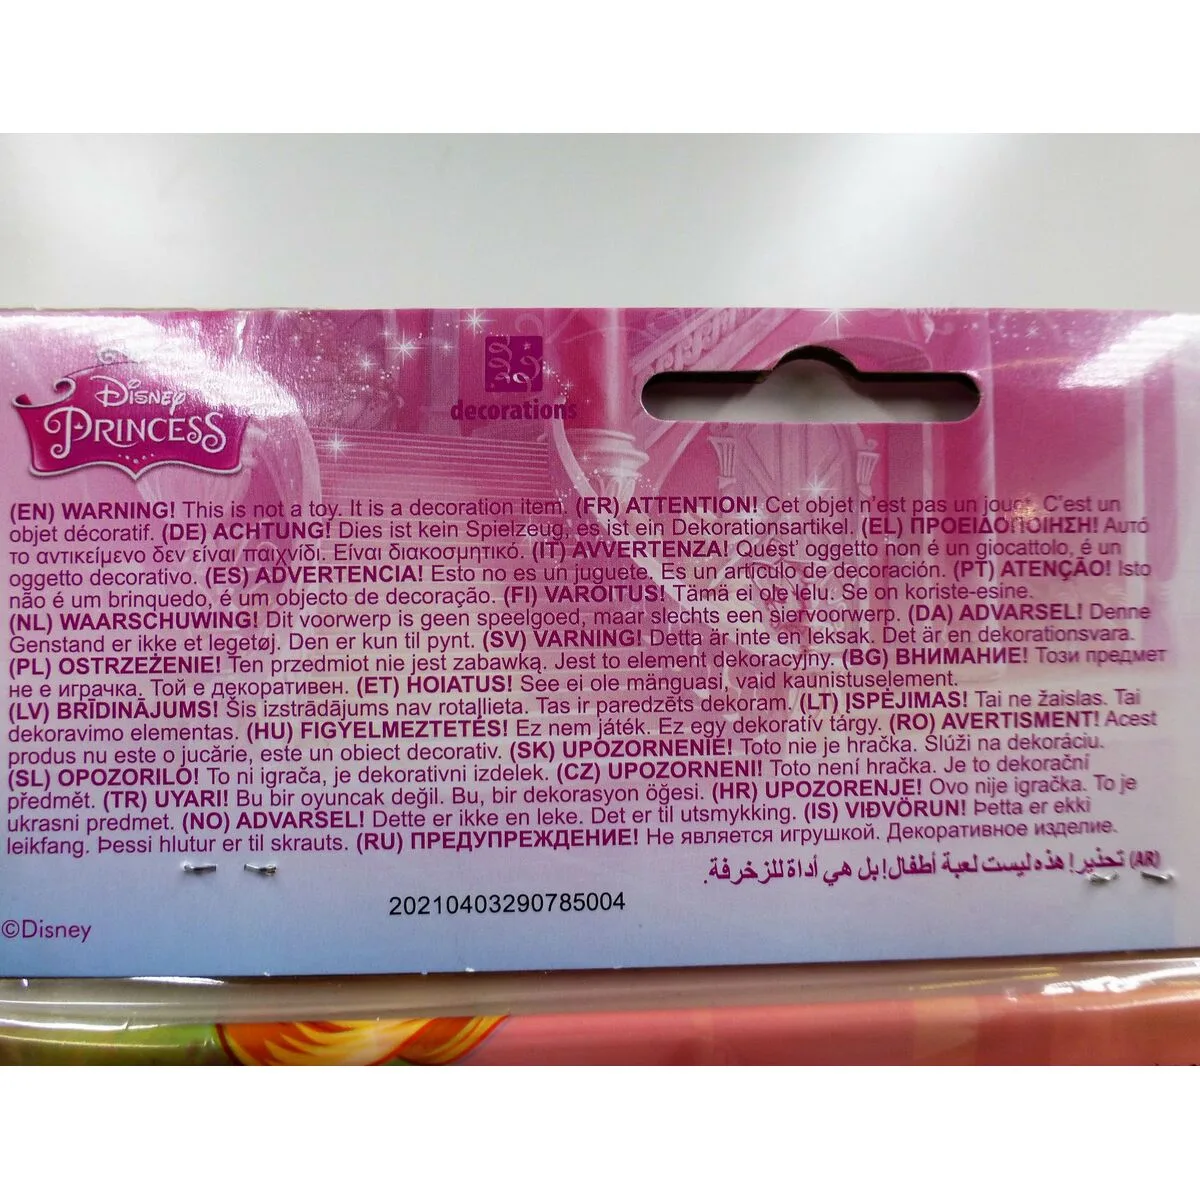 Disney
PRINCESS
decorations
(EN) WARNING! This is not a toy. It is a decoration item. (FR) ATTENTION! Cet objet n'est pas un jouet. C'est un
objet décoratif. (DE) ACHTUNG! Dies ist kein Spielzeug, es ist ein Dekorationsartikel. (EL) ΠΡΟΕΙΔΟΠΟΙΗΣΗ! Αυτό
το αντικείμενο δεν είναι παιχνίδι. Είναι διακοσμητικό. (IT) AVVERTENZA! Quest' oggetto non é un giocattolo, é un
oggetto decorativo. (ES) ADVERTENCIA! Esto no es un juguete. Es un artículo de decoración. (PT) ATENÇÃO! Isto
não é um brinquedo, é um objecto de decoração. (FI) VAROITUS! Tämä ei ole lelu. Se on koriste-esine.
(NL) WAARSCHUWING! Dit voorwerp is geen speelgoed, maar slechts een siervoorwerp. (DA) ADVARSEL! Denne
Genstand er ikke et legetøj. Den er kun til pynt. (SV) VARNING! Detta är inte en leksak. Det är en dekorationsvara.
(PL) OSTRZEŻENIE! Ten przedmiot nie jest zabawką. Jest to element dekoracyjny. (BG) ВНИМАНИЕ! Този предмет
не е играчка. Той е декоративен. (ET) HOIATUS! See ei ole mänguasi, vaid kaunistuselement.
(LV) BRĪDINĀJUMS! Šis izstrādājums nav rotaļlieta. Tas ir paredzēts dekoram. (LT) ĮSPĖJIMAS! Tai ne žaislas. Tai
dekoravimo elementas. (HU) FIGYELMEZTETÉS! Ez nem játék. Ez egy dekoratív tárgy. (RO) AVERTISMENT! Acest
produs nu este o jucărie, este un obiect decorativ. (SK) UPOZORNENIE! Toto nie je hračka. Slúži na dekoráciu.
(SL) OPOZORILO! To ni igrača, je dekorativni izdelek. (CZ) UPOZORNENI! Toto není hračka. Je to dekorační
předmět. (TR) UYARI! Bu bir oyuncak değil. Bu, bir dekorasyon öğesi. (HR) UPOZORENJE! Ovo nije igračka. To je
ukrasni predmet. (NO) ADVARSEL! Dette er ikke en leke. Det er til utsmykking. (IS) VIÐVÖRUN! Þetta er ekki
leikfang. Þessi hlutur er til skrauts. (RU) ПРЕДУПРЕЖДЕНИЕ! Не является игрушкой. Декоративное изделие.
(AR) تحذير! هذه ليست لعبة أطفال! بل هي أداة للزخرفة.
20210403290785004
©Disney